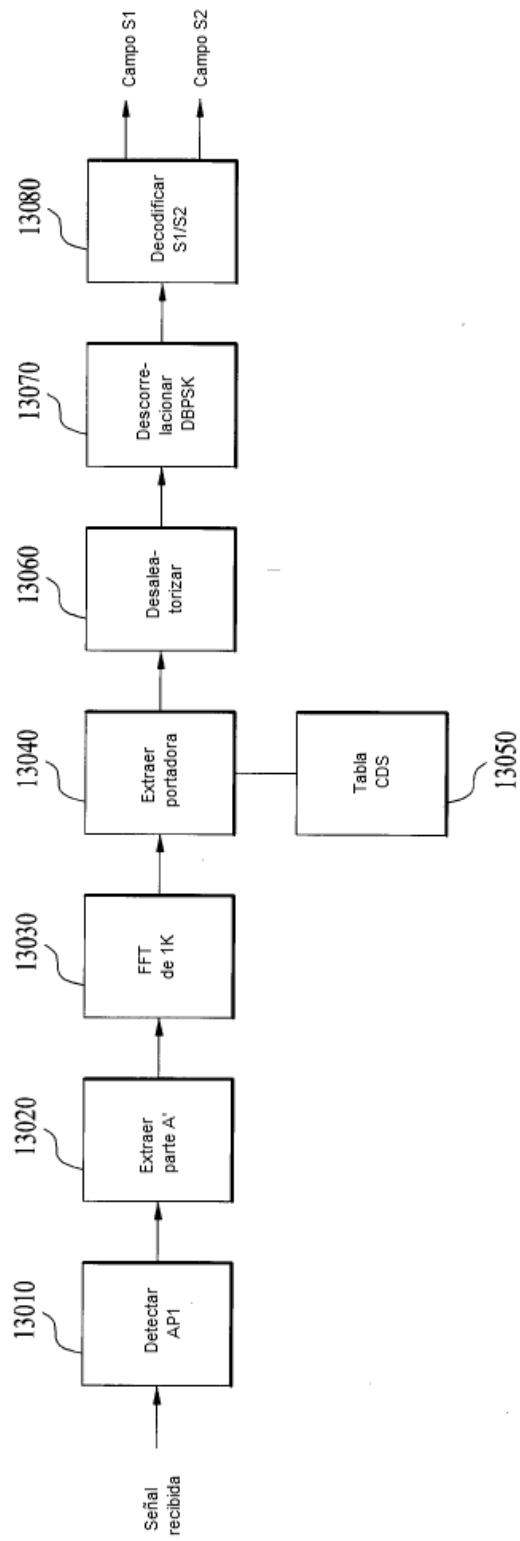 Señal
recibida
13010
Detectar
AP1
13020
Extraer
parte A'
13030
FFT
de 1K
13040
Extraer
portadora
13050
Tabla
CDS
13060
Desalea-
torizar
13070
Descorre-
lacionar
DBPSK
13080
Decodificar
S1/S2
Campo S1
Campo S2